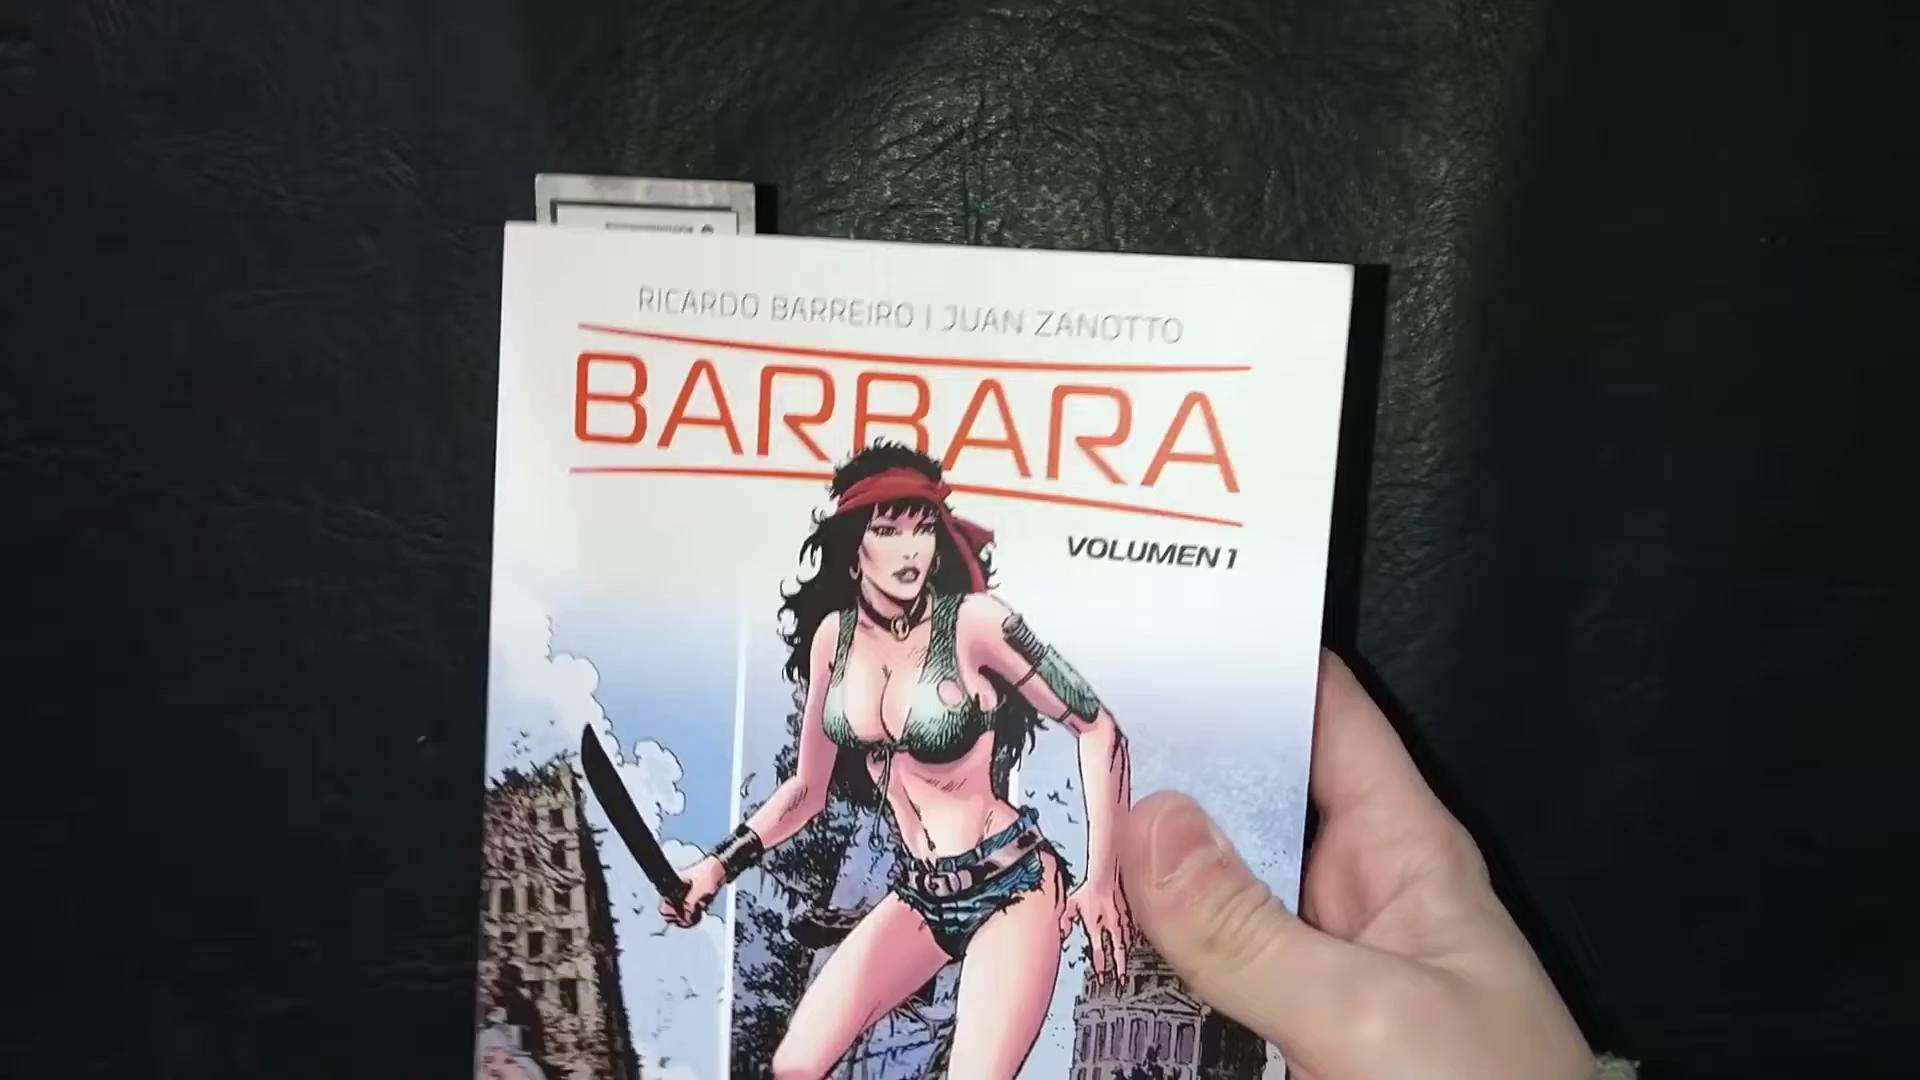 RICARDO BARREIRO | JUAN ZANOTTO
BARBARA
VOLUMEN 1